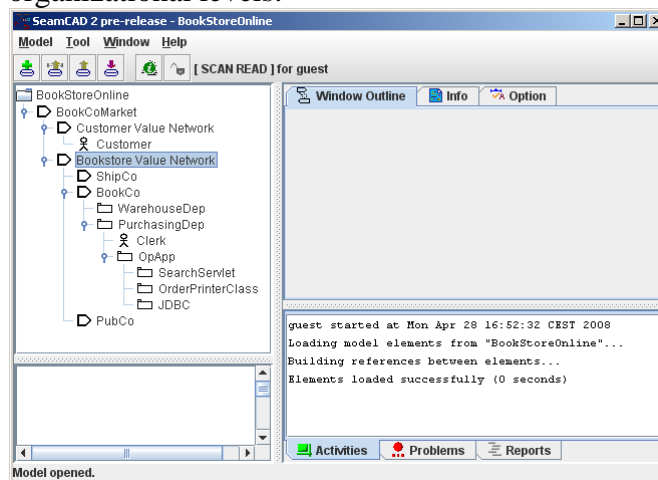 organizational levels.
SeamCAD 2 pre-release - BookStoreOnline
Model Tool Window Help
[ SCAN READ ] for guest
BookStoreOnline
BookCoMarket
Customer Value Network
Customer
Bookstore Value Network
ShipCo
BookCo
WarehouseDep
PurchasingDep
Clerk
OpApp
SearchServlet
OrderPrinterClass
JDBC
PubCo
Window Outline Info Option
guest started at Mon Apr 28 16:52:32 CEST 2008
Loading model elements from "BookStoreOnline"...
Building references between elements...
Elements loaded successfully (0 seconds)
Activities Problems Reports
Model opened.